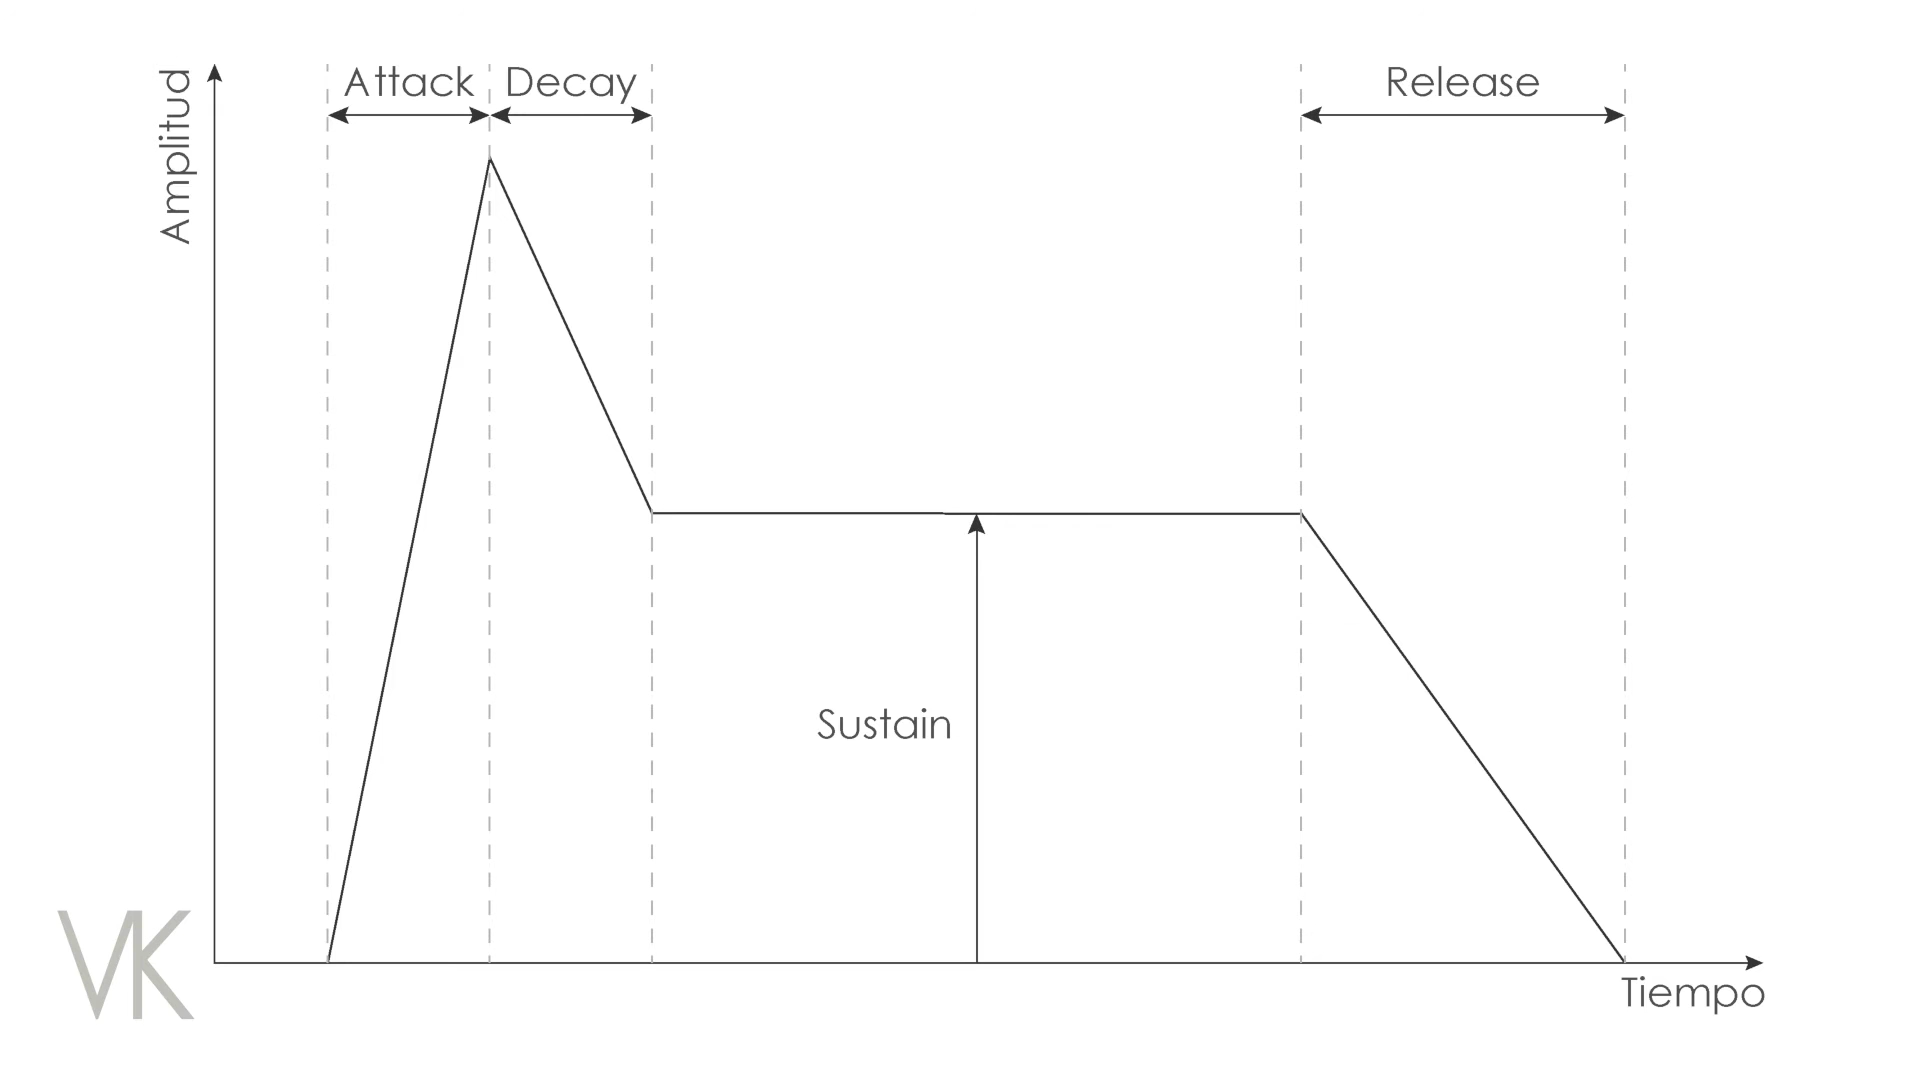 Amplitud
Attack
Decay
Release
Sustain
Tiempo
VK